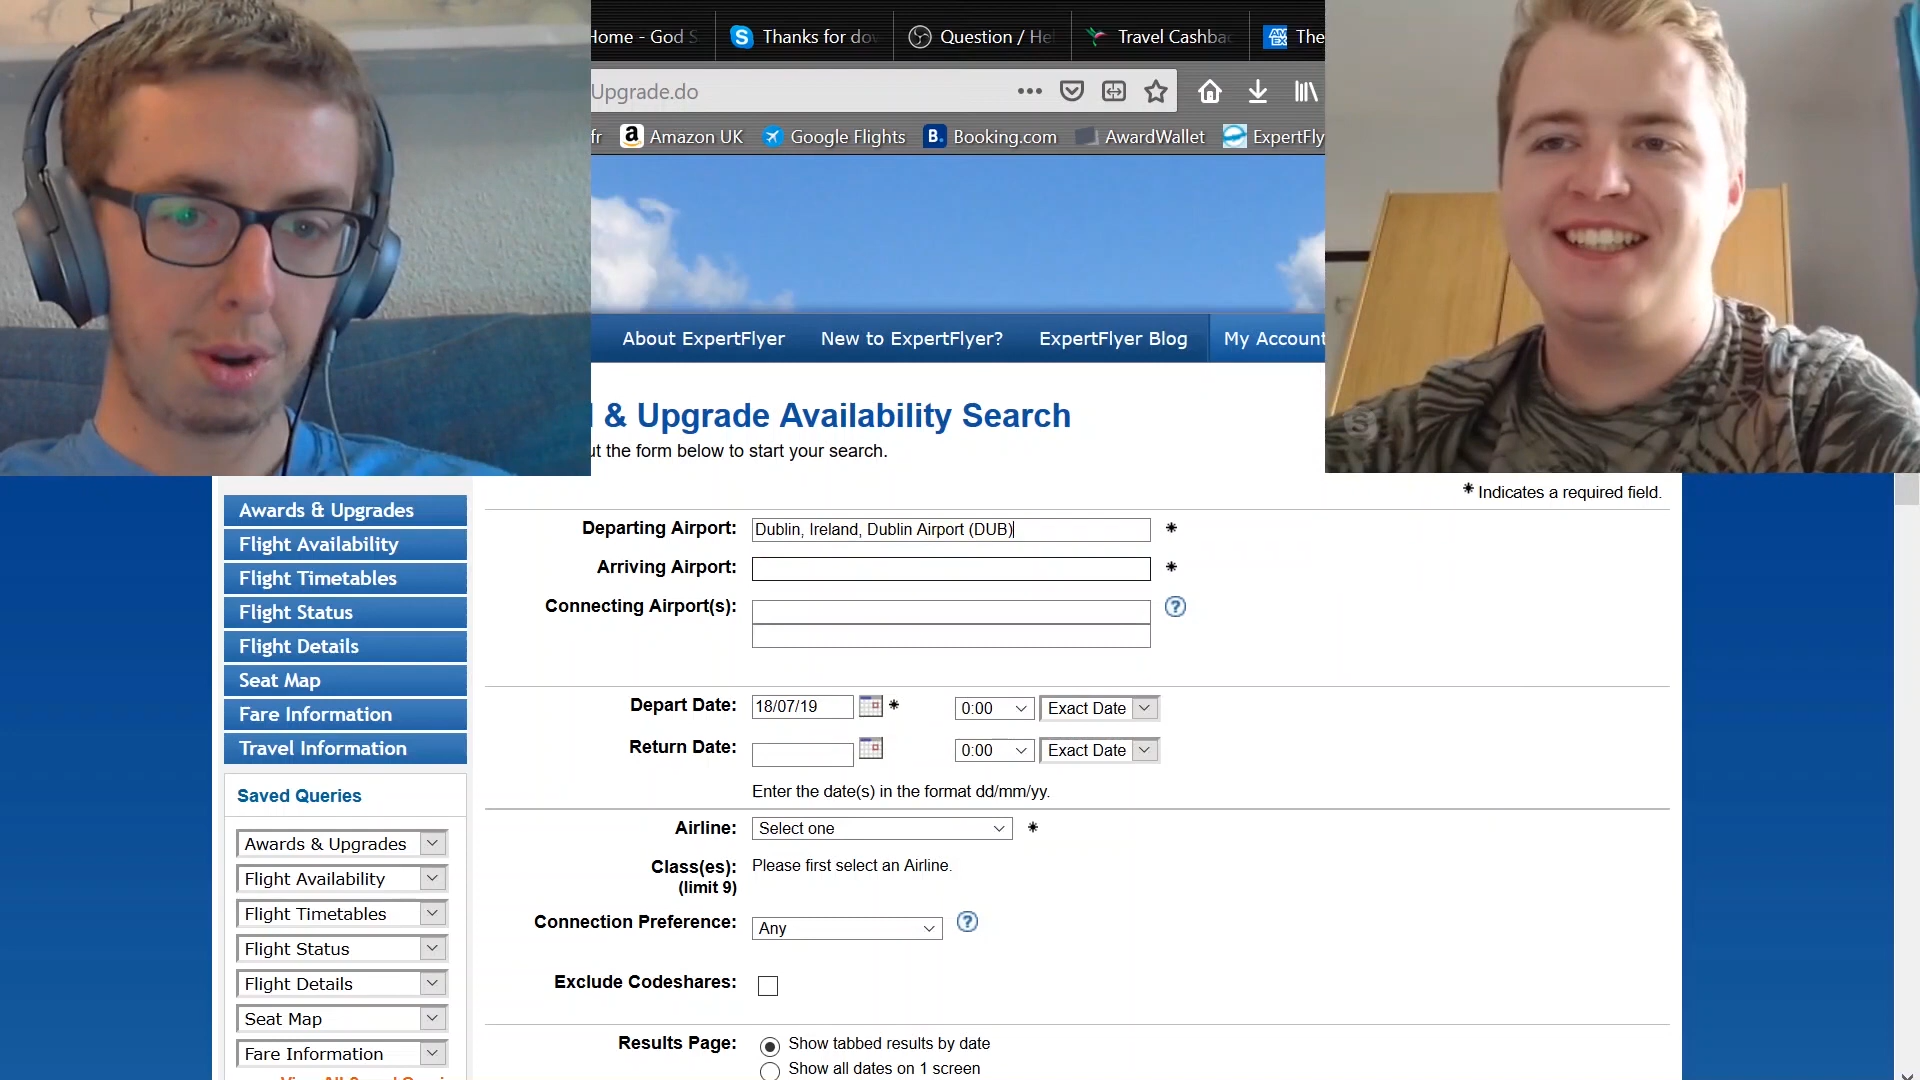 Home - God S
Thanks for do
Question / He
Travel Cashba
AM
EX
The
Upgrade.do
fr
a
Amazon UK
Google Flights
B.
Booking.com
AwardWallet
ExpertFly
About ExpertFlyer
New to ExpertFlyer?
ExpertFlyer Blog
My Account
& Upgrade Availability Search
ut the form below to start your search.
* Indicates a required field.
Awards & Upgrades
Flight Availability
Flight Timetables
Flight Status
Flight Details
Seat Map
Fare Information
Travel Information
Saved Queries
Awards & Upgrades
Flight Availability
Flight Timetables
Flight Status
Flight Details
Seat Map
Fare Information
Departing Airport: Dublin, Ireland, Dublin Airport (DUB) *
Arriving Airport: *
Connecting Airport(s): ?
Depart Date: 18/07/19 * 0:00 Exact Date
Return Date: 0:00 Exact Date
Enter the date(s) in the format dd/mm/yy.
Airline: Select one *
Class(es): Please first select an Airline.
(limit 9)
Connection Preference: Any ?
Exclude Codeshares:
Results Page: Show tabbed results by date
Show all dates on 1 screen